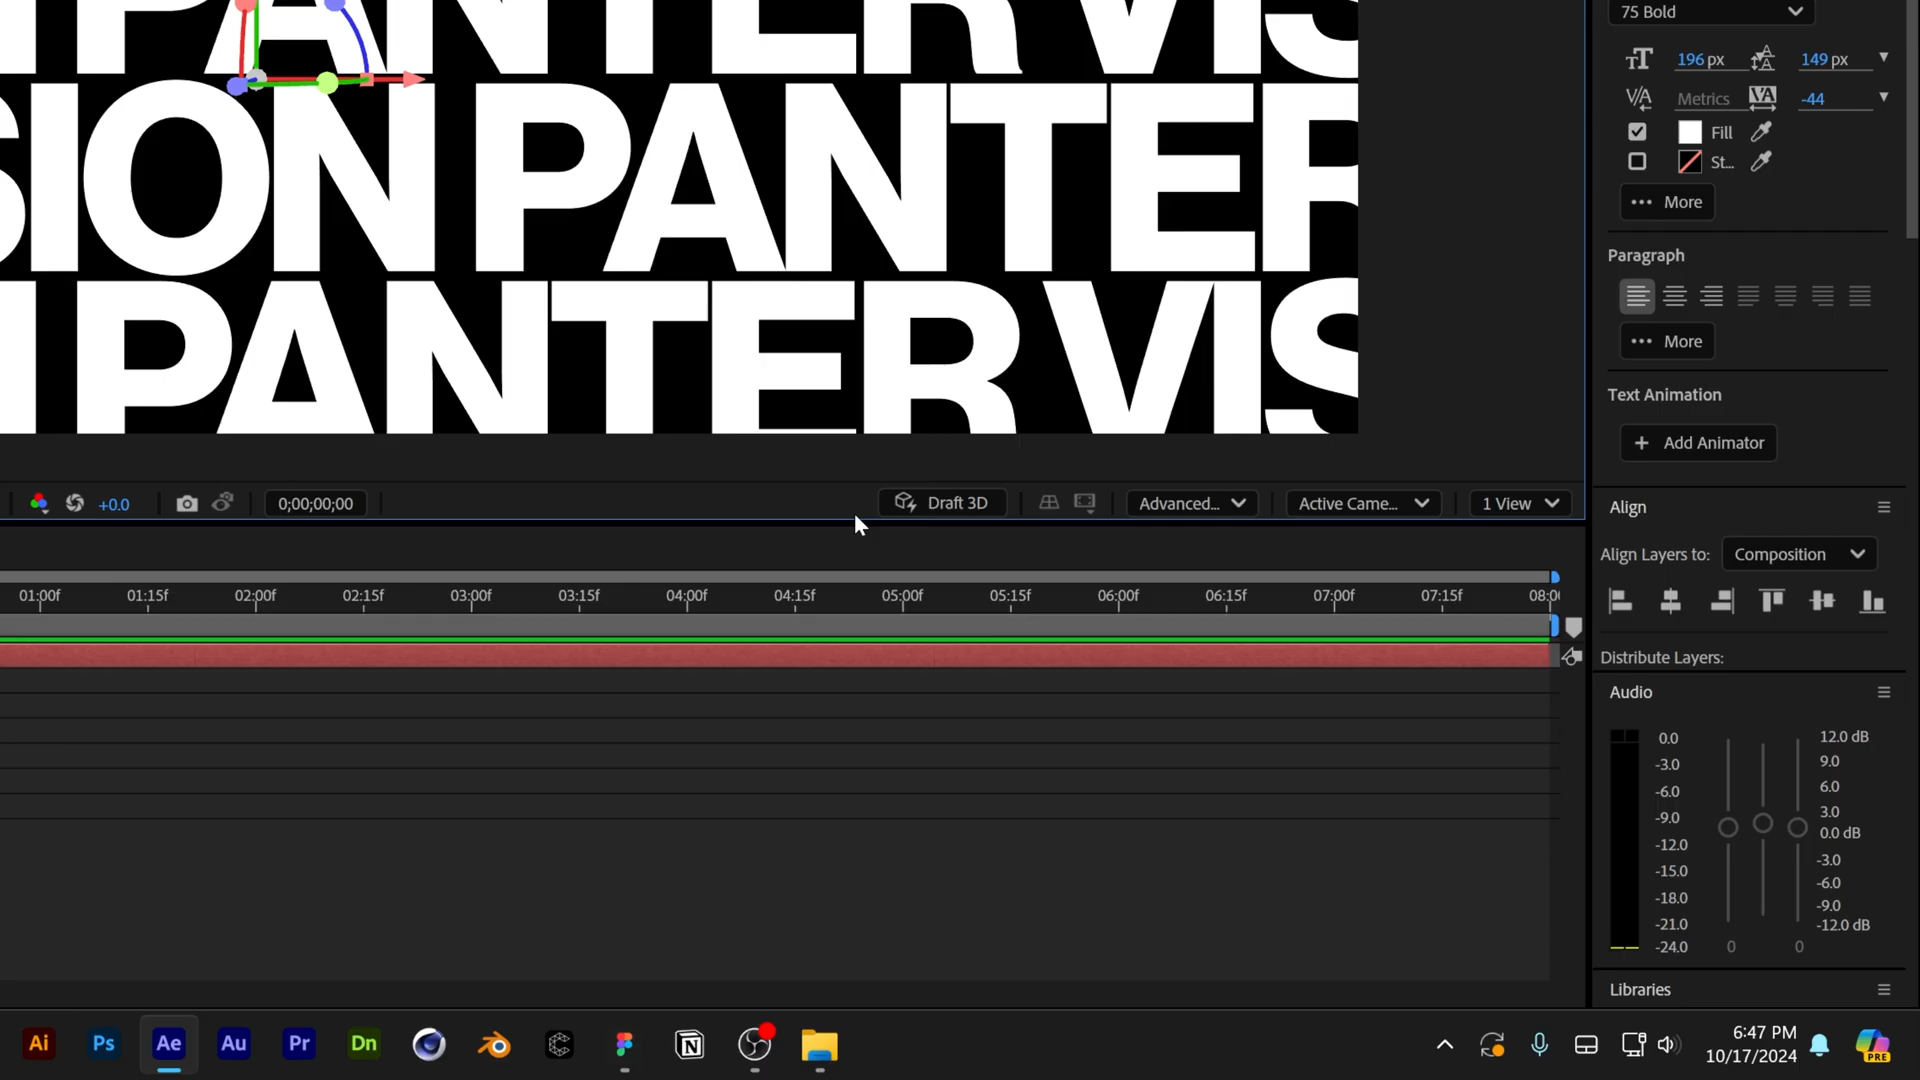 PANTER VIS
75 Bold
196 px
149 px
SION PANTER
Metrics
-44
Fill
St...
More
Paragraph
PANTER VIS
More
Text Animation
Add Animator
+0.0
0;00;00;00
Draft 3D
Advanced...
Active Came...
1 View
Align
Align Layers to:
Composition
01:00f 01:15f 02:00f 02:15f 03:00f 03:15f 04:00f 04:15f 05:00f 05:15f 06:00f 06:15f 07:00f 07:15f 08:00
Distribute Layers:
Audio
0.0
12.0 dB
-3.0
9.0
-6.0
6.0
-9.0
3.0
0.0 dB
-12.0
-3.0
-15.0
-6.0
-18.0
-9.0
-21.0
-12.0 dB
-24.0
0
0
Libraries
Ai
Ps
Ae
Au
Pr
Dn
6:47 PM
10/17/2024
PRE